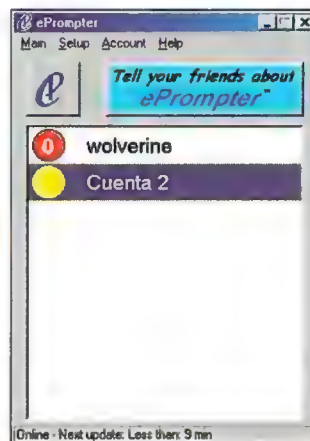 ePrompter
Main Setup Account Help
Tell your friends about
ePrompter™
0 wolverine
Cuenta 2
Online - Next update: Less than: 9 min